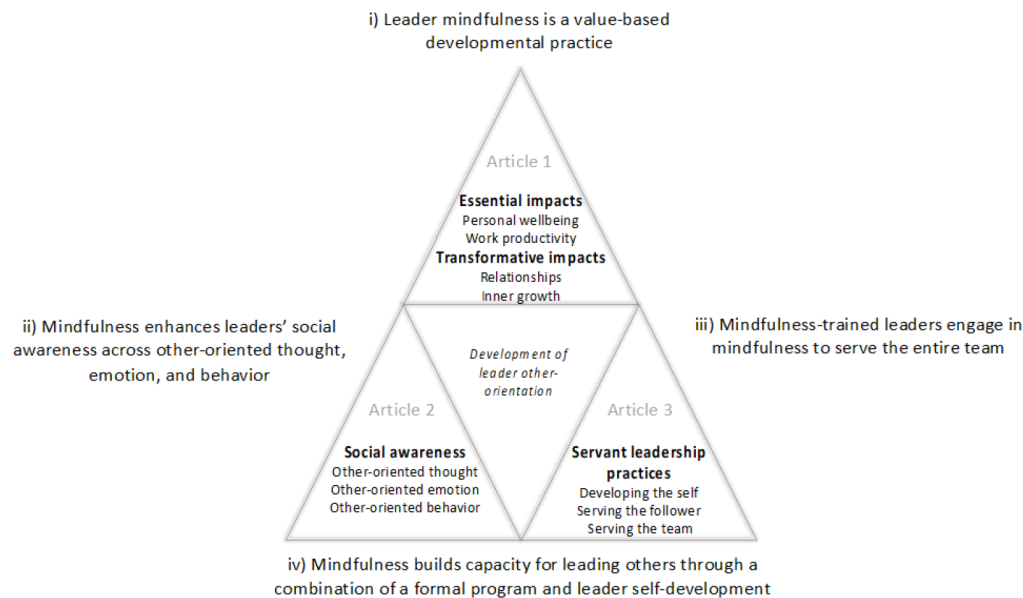 i) Leader mindfulness is a value-based
developmental practice
Article 1
Essential impacts
Personal wellbeing
Work productivity
Transformative impacts
Relationships
Inner growth
ii) Mindfulness enhances leaders’ social
awareness across other-oriented thought,
emotion, and behavior
iii) Mindfulness-trained leaders engage in
mindfulness to serve the entire team
Development of
leader other-
orientation
Article 2
Social awareness
Other-oriented thought
Other-oriented emotion
Other-oriented behavior
Article 3
Servant leadership
practices
Developing the self
Serving the follower
Serving the team
iv) Mindfulness builds capacity for leading others through a
combination of a formal program and leader self-development